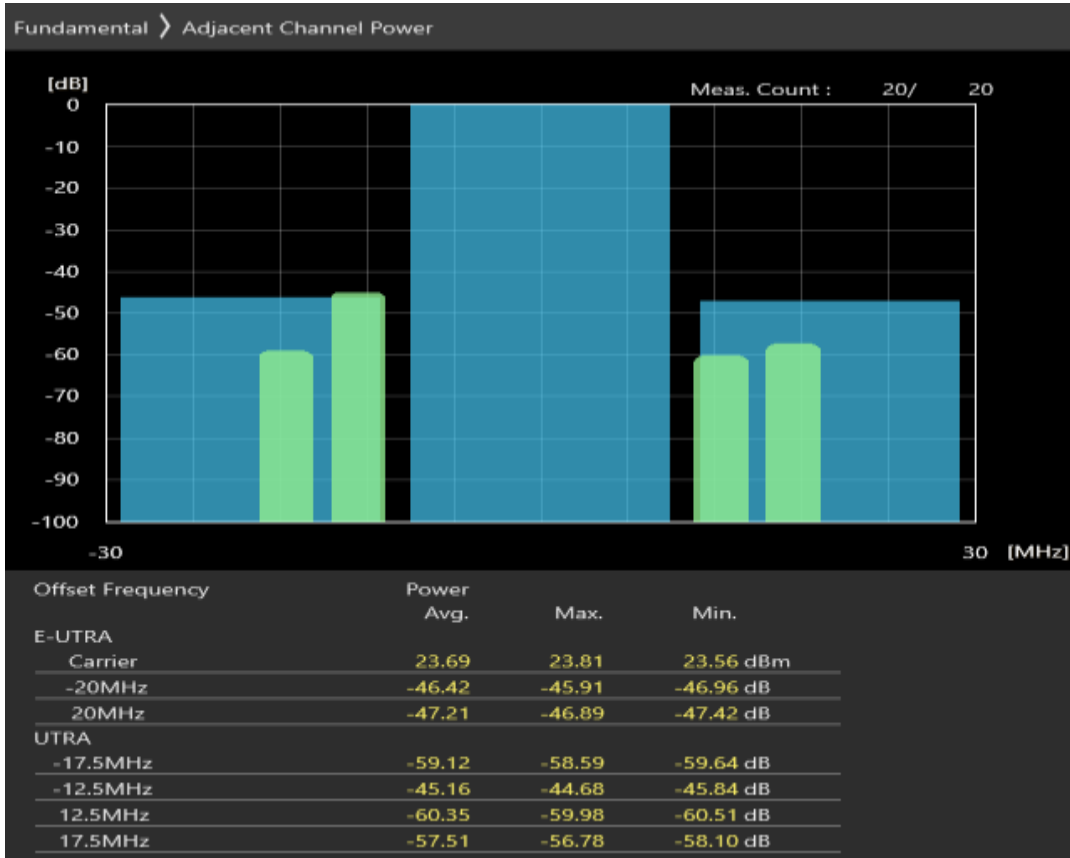 Fundamental 〉 Adjacent Channel Power
[dB]
Meas. Count : 20/ 20
0
-10
-20
-30
-40
-50
-60
-70
-80
-90
-100
-30 30 [MHz]
Offset Frequency Power
Avg. Max. Min.
E-UTRA
Carrier 23.69 23.81 23.56 dBm
-20MHz -46.42 -45.91 -46.96 dB
20MHz -47.21 -46.89 -47.42 dB
UTRA
-17.5MHz -59.12 -58.59 -59.64 dB
-12.5MHz -45.16 -44.68 -45.84 dB
12.5MHz -60.35 -59.98 -60.51 dB
17.5MHz -57.51 -56.78 -58.10 dB